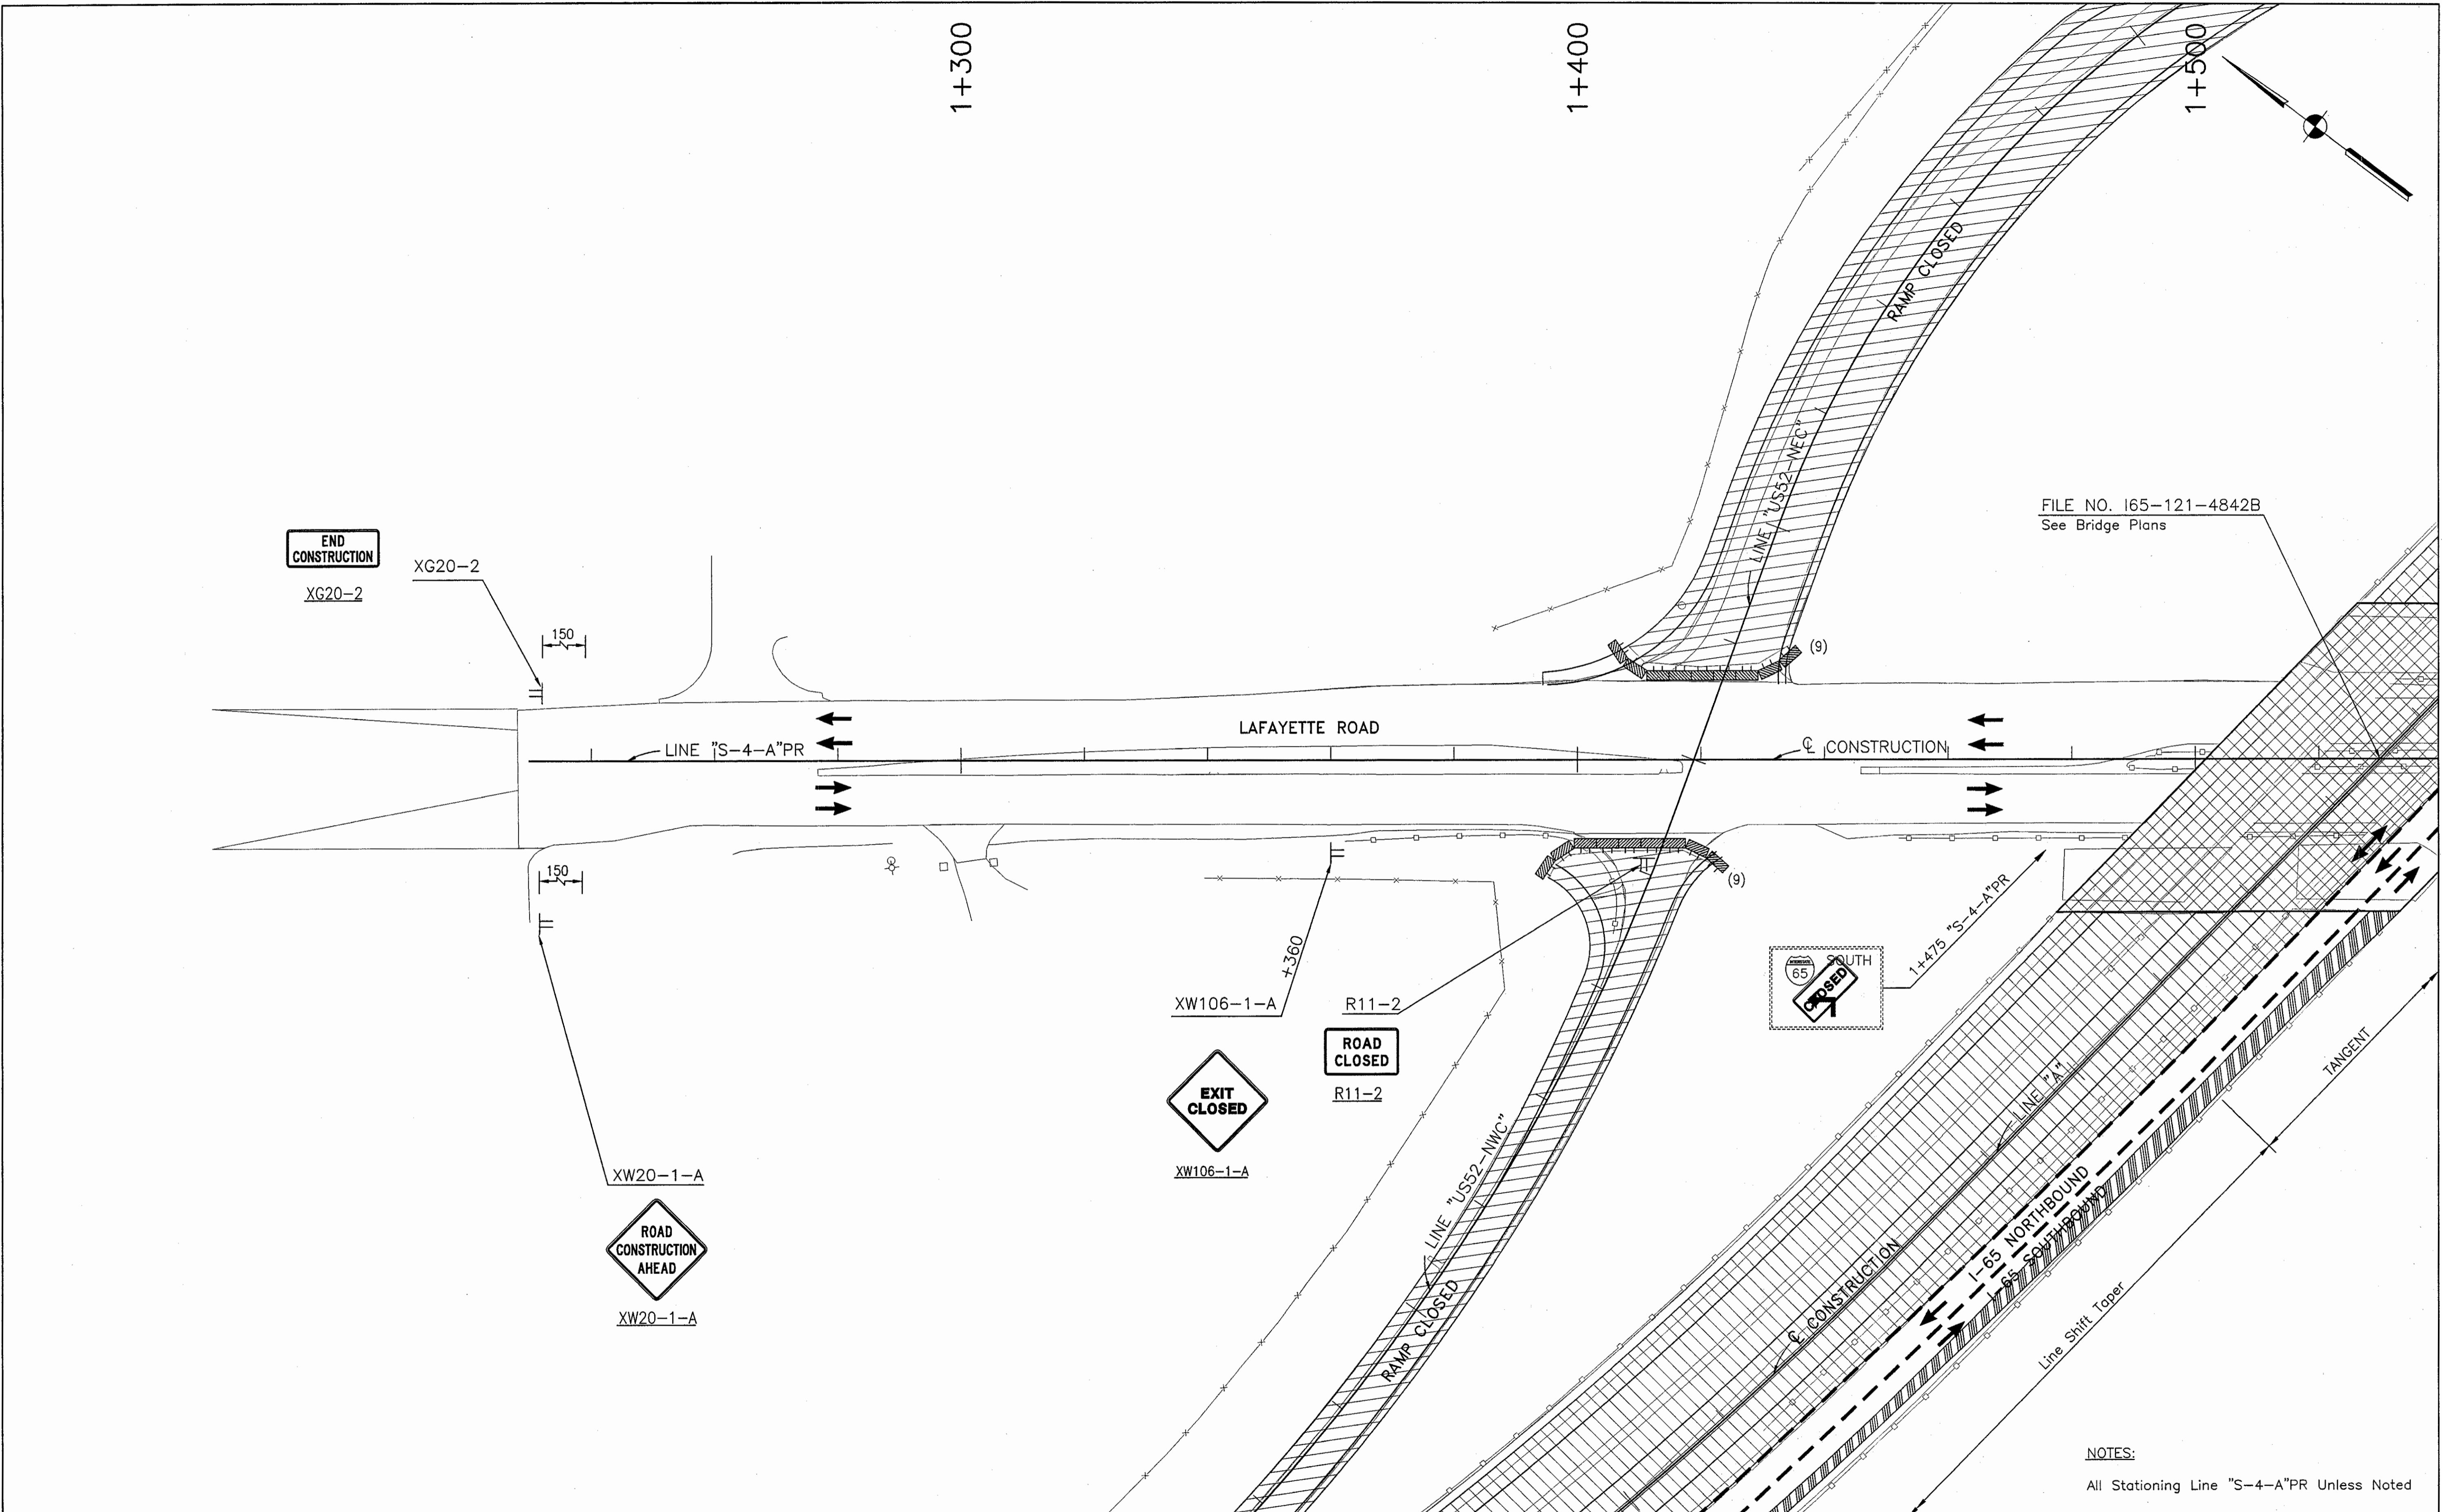 1+300
1+400
1+500
RAMP CLOSED
LINE "US52-NEC"
FILE NO. I65-121-4842B
See Bridge Plans
END
CONSTRUCTION
XG20-2
XG20-2
150
(9)
LAFAYETTE ROAD
LINE "S-4-A"PR
℄ CONSTRUCTION
150
(9)
+360
XW106-1-A
R11-2
EXIT
CLOSED
XW106-1-A
ROAD
CLOSED
R11-2
INTERSTATE
65
SOUTH
CLOSED
1+475 "S-4-A"PR
XW20-1-A
ROAD
CONSTRUCTION
AHEAD
XW20-1-A
LINE "US52-NWC"
RAMP CLOSED
LINE "A"
℄ CONSTRUCTION
I-65 NORTHBOUND
65 SOUTHBOUND
TANGENT
Line Shift Taper
NOTES:
All Stationing Line "S-4-A"PR Unless Noted